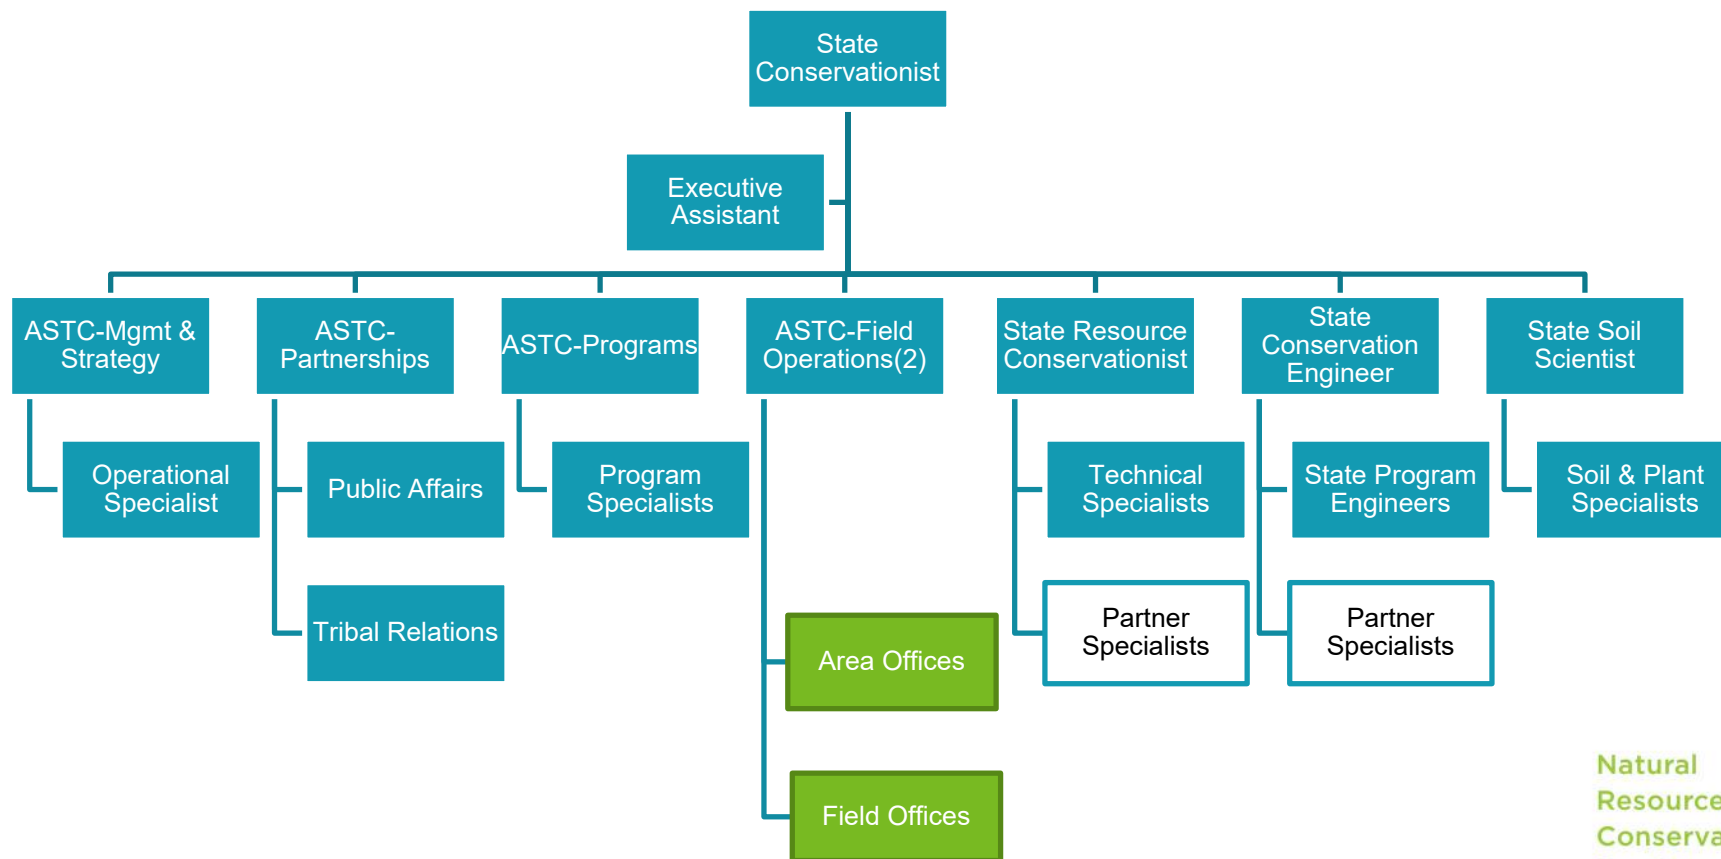 State
Conservationist
Executive
Assistant
ASTC-Mgmt &
Strategy
ASTC-
Partnerships
ASTC-Programs
ASTC-Field
Operations(2)
State Resource
Conservationist
State
Conservation
Engineer
State Soil
Scientist
Operational
Specialist
Public Affairs
Program
Specialists
Technical
Specialists
State Program
Engineers
Soil & Plant
Specialists
Tribal Relations
Area Offices
Partner
Specialists
Partner
Specialists
Field Offices
Natural
Resource
Conserva